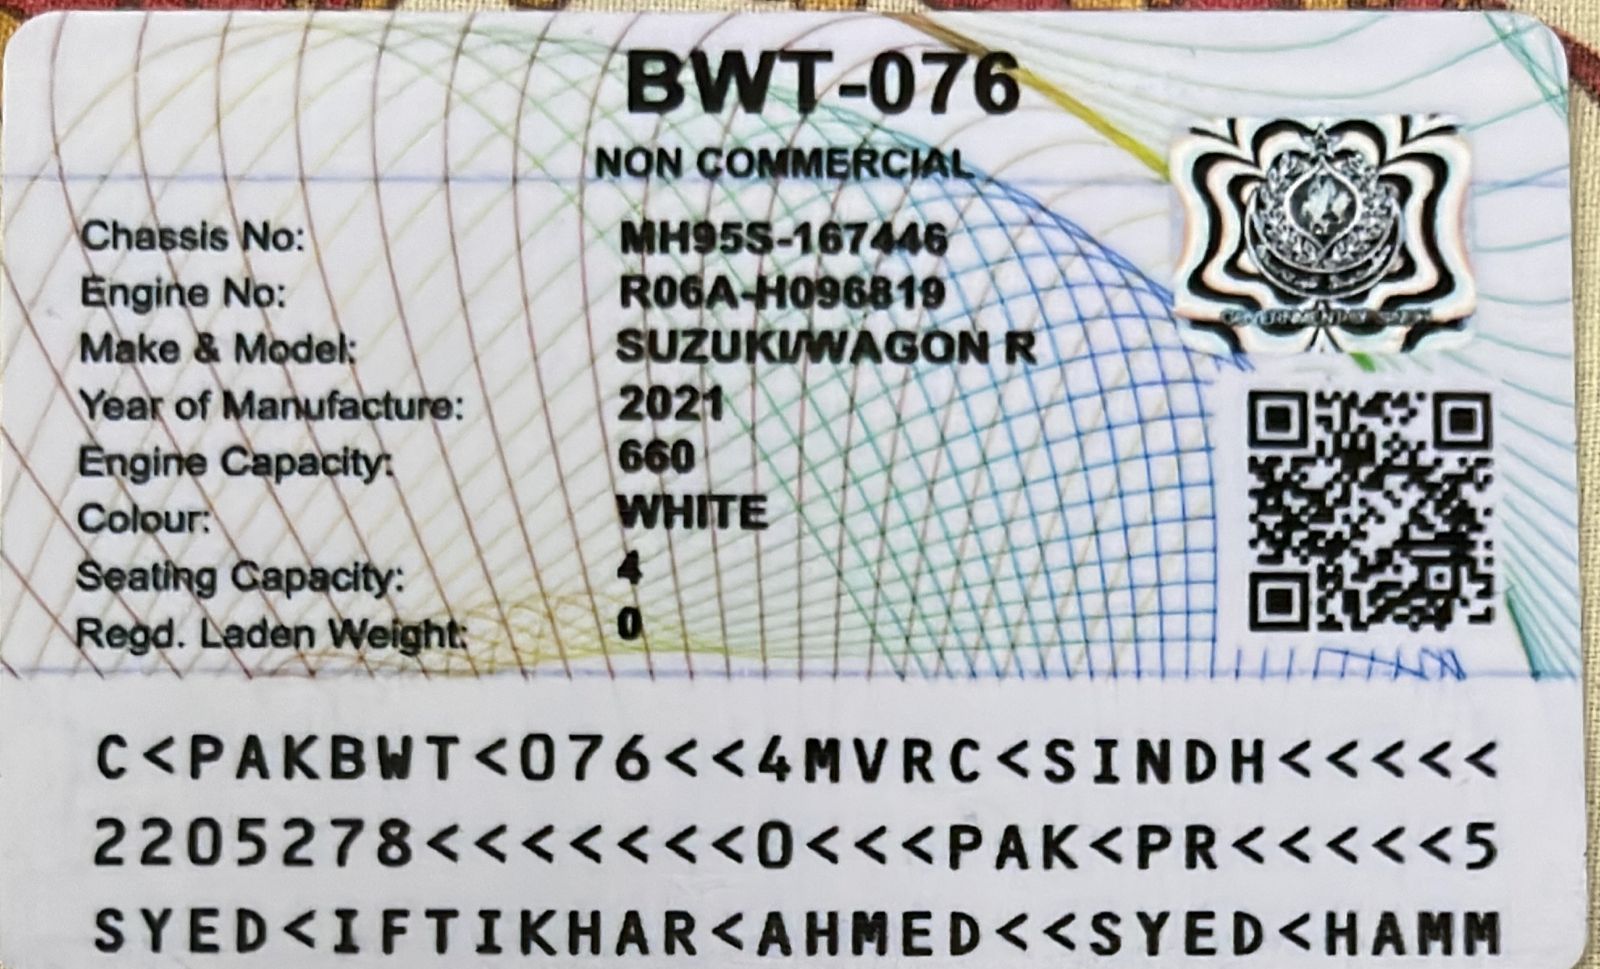 BWT-076
NON COMMERCIAL
Chassis No: MH95S-167446
Engine No: R06A-H096819
Make & Model: SUZUKI/WAGON R
Year of Manufacture: 2021
Engine Capacity: 660
Colour: WHITE
Seating Capacity: 4
Regd. Laden Weight: 0
C<PAKBWT<076<<4MVRC<SINDH<<<<<
2205278<<<<<<<0<<<PAK<PR<<<<<5
SYED<IFTIKHAR<AHMED<<SYED<HAMM